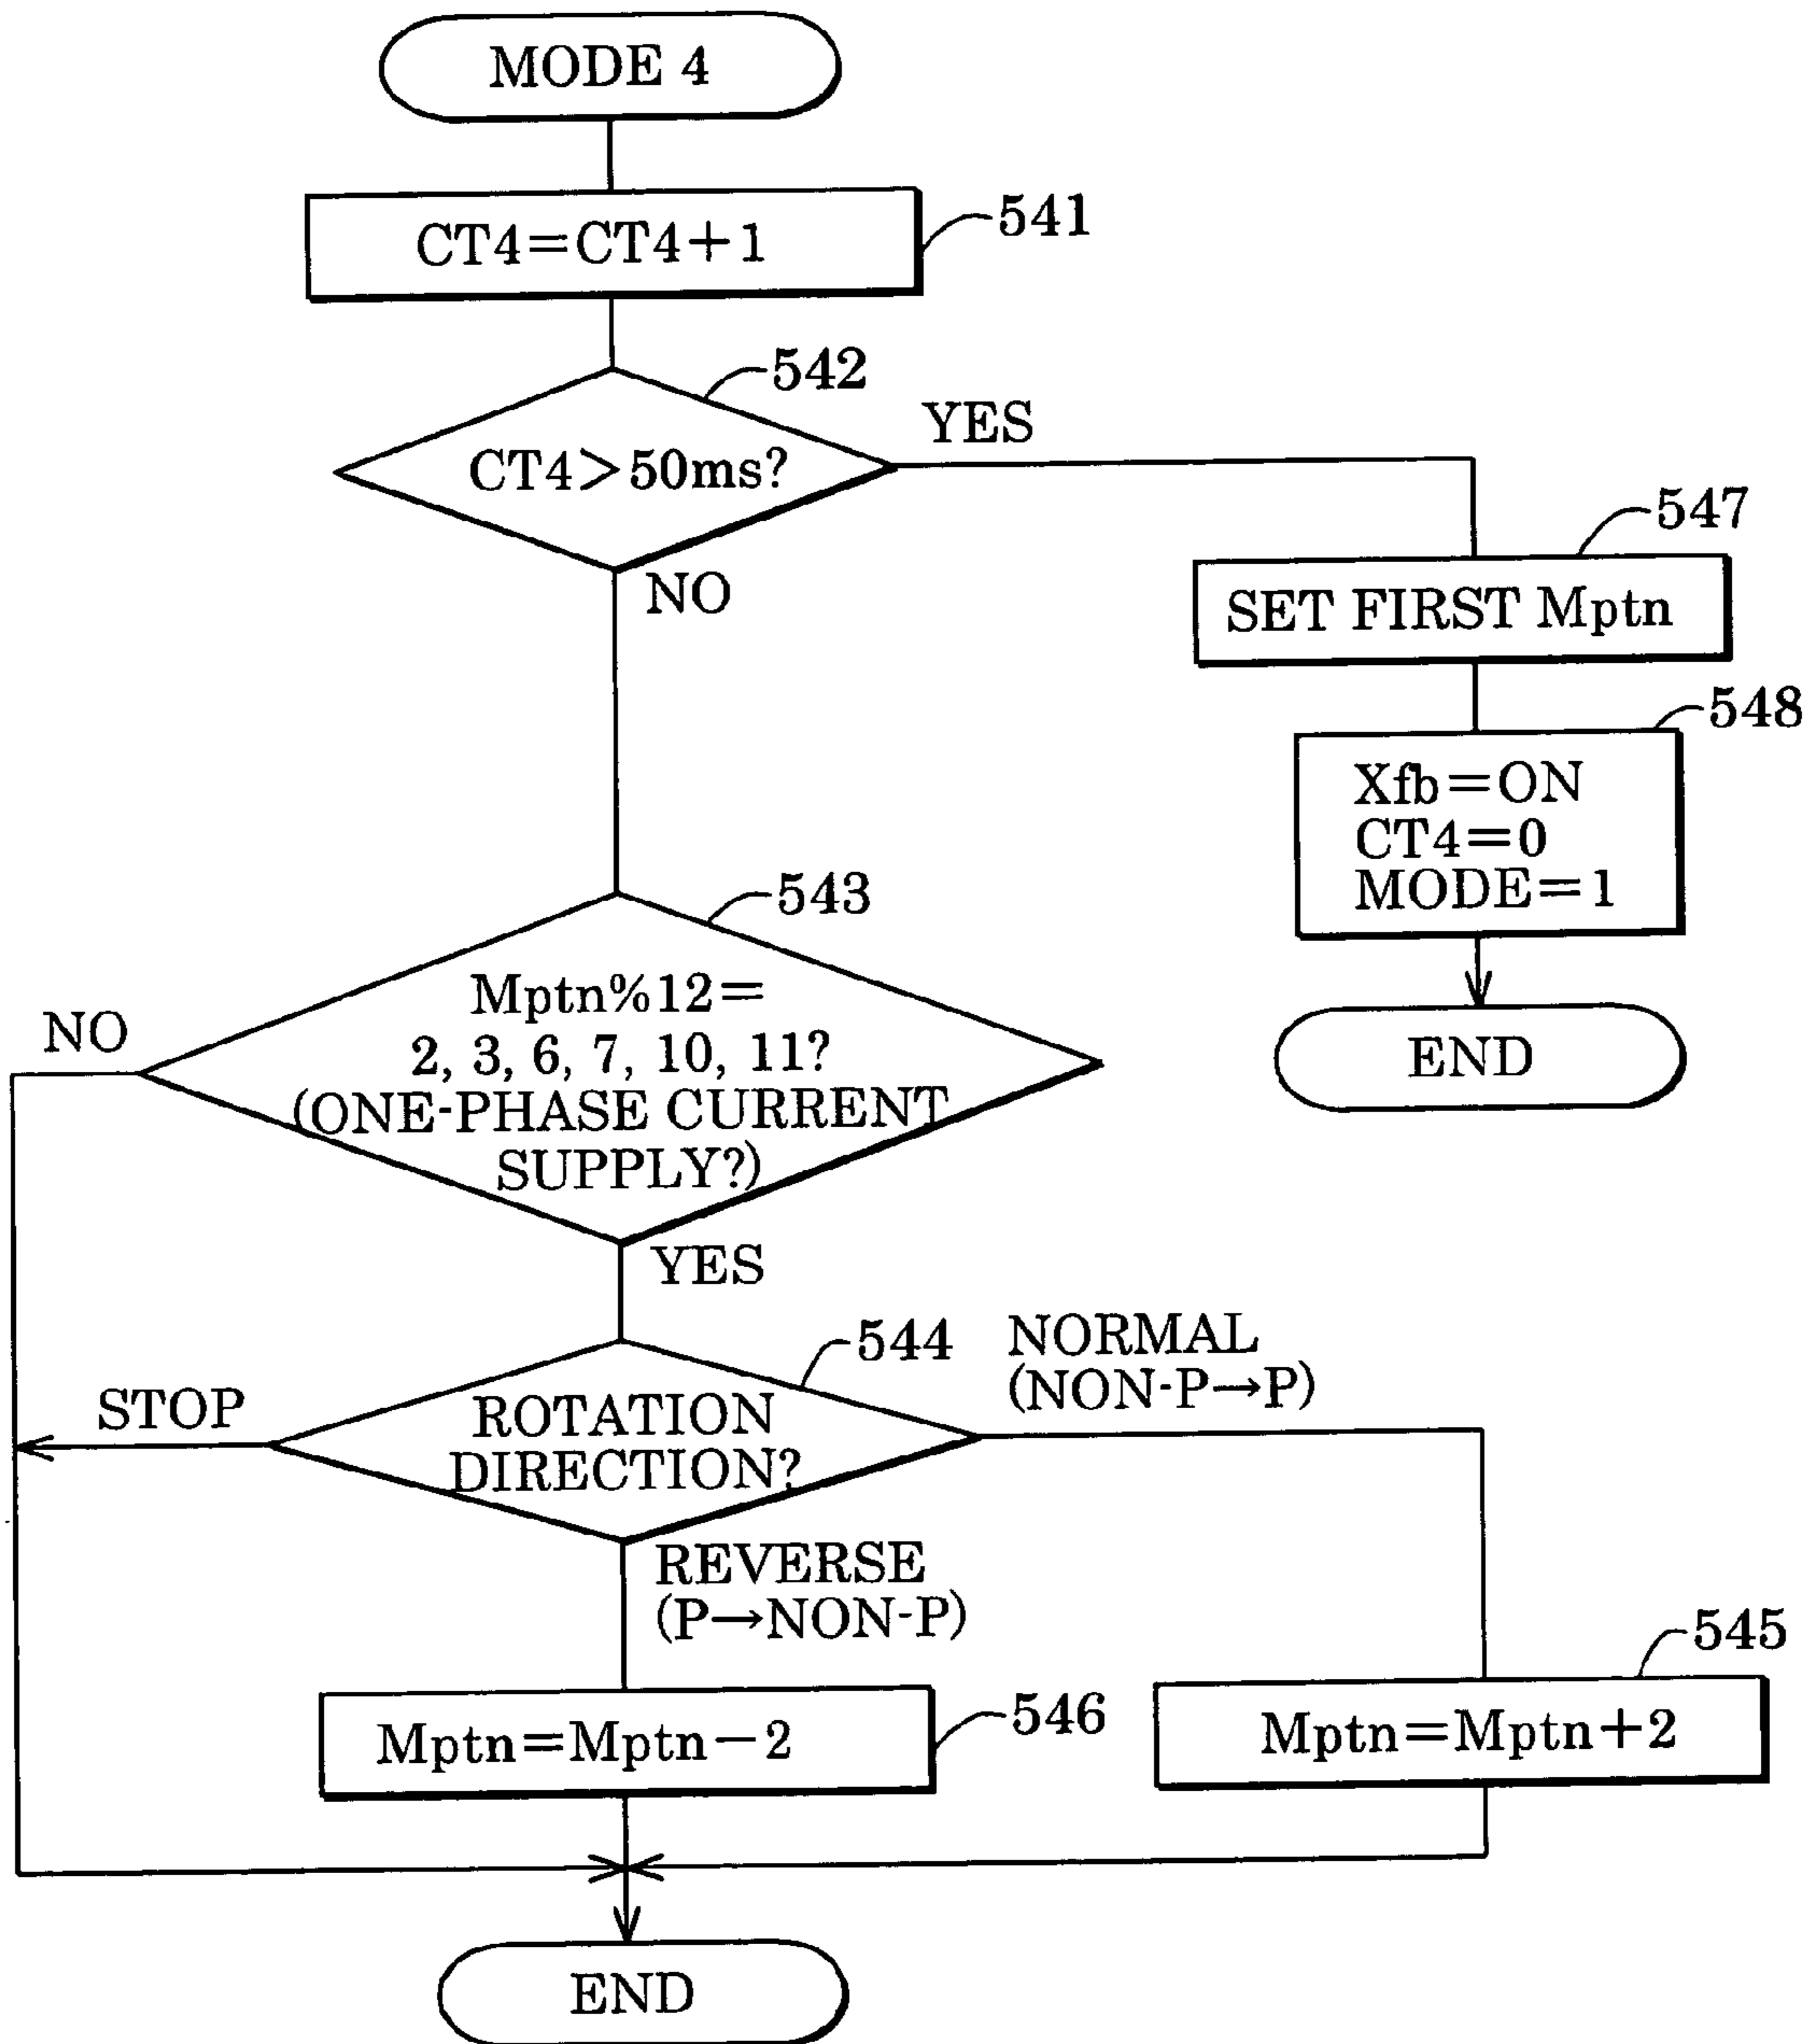 MODE 4
CT4=CT4+1
541
542
CT4>50ms?
YES
NO
547
SET FIRST Mptn
548
Xfb=ON
CT4=0
MODE=1
END
543
Mptn%12=
2, 3, 6, 7, 10, 11?
(ONE-PHASE CURRENT
SUPPLY?)
NO
YES
544
ROTATION
DIRECTION?
STOP
NORMAL
(NON-P→P)
REVERSE
(P→NON-P)
545
Mptn=Mptn+2
546
Mptn=Mptn−2
END